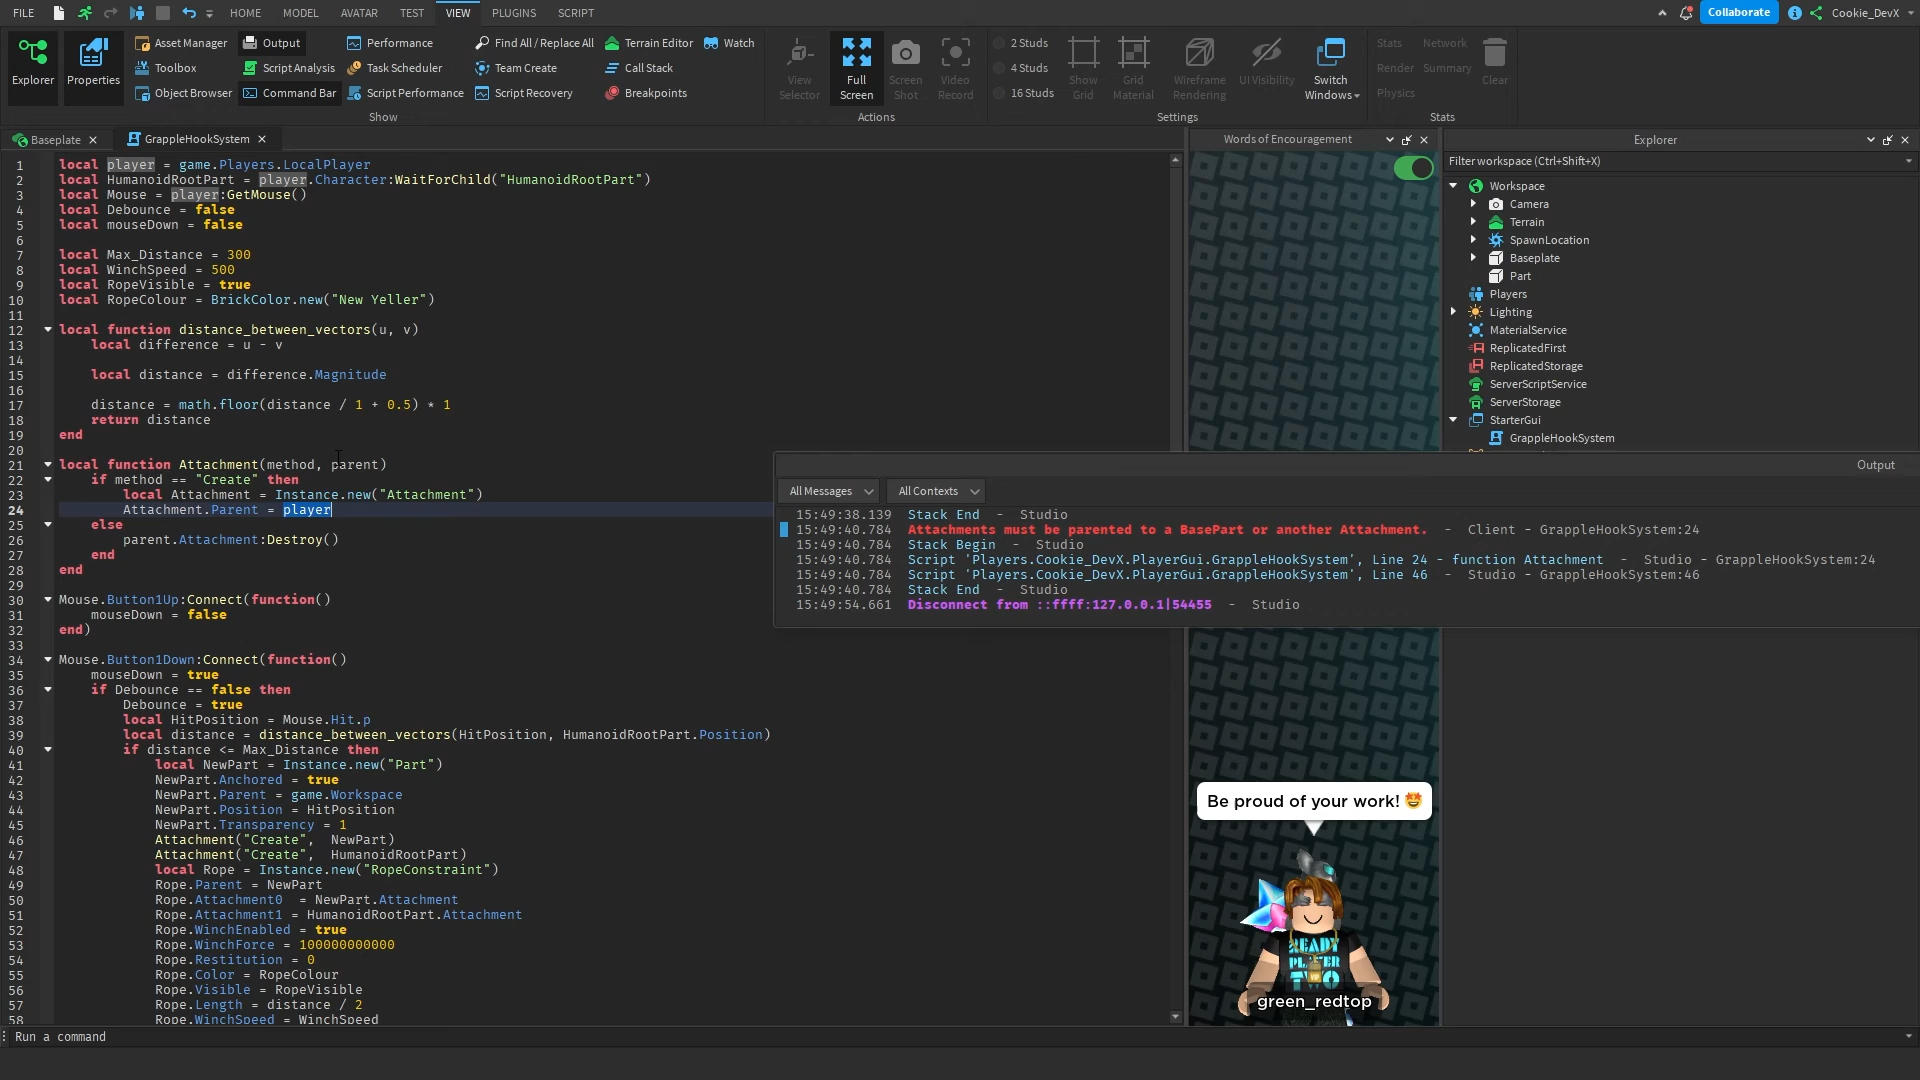 FILE
HOME
MODEL
AVATAR
TEST
VIEW
PLUGINS
SCRIPT
Collaborate
Cookie_DevX
Explorer
Properties
Asset Manager
Toolbox
Object Browser
Output
Script Analysis
Command Bar
Performance
Task Scheduler
Script Performance
Find All / Replace All
Team Create
Script Recovery
Terrain Editor
Call Stack
Breakpoints
Watch
Show
View
Selector
Full
Screen
Screen
Shot
Video
Record
Actions
2 Studs
4 Studs
16 Studs
Show
Grid
Grid
Material
Wireframe
Rendering
UI Visibility
Switch
Windows
Settings
Stats
Network
Render
Summary
Physics
Clear
Stats
Baseplate
GrappleHookSystem
1 local player = game.Players.LocalPlayer
2 local HumanoidRootPart = player.Character:WaitForChild("HumanoidRootPart")
3 local Mouse = player:GetMouse()
4 local Debounce = false
5 local mouseDown = false
6
7 local Max_Distance = 300
8 local WinchSpeed = 500
9 local RopeVisible = true
10 local RopeColour = BrickColor.new("New Yeller")
11
12 local function distance_between_vectors(u, v)
13 local difference = u - v
14
15 local distance = difference.Magnitude
16
17 distance = math.floor(distance / 1 + 0.5) * 1
18 return distance
19 end
20
21 local function Attachment(method, parent)
22 if method == "Create" then
23 local Attachment = Instance.new("Attachment")
24 Attachment.Parent = player
25 else
26 parent.Attachment:Destroy()
27 end
28 end
29
30 Mouse.Button1Up:Connect(function()
31 mouseDown = false
32 end)
33
34 Mouse.Button1Down:Connect(function()
35 mouseDown = true
36 if Debounce == false then
37 Debounce = true
38 local HitPosition = Mouse.Hit.p
39 local distance = distance_between_vectors(HitPosition, HumanoidRootPart.Position)
40 if distance <= Max_Distance then
41 local NewPart = Instance.new("Part")
42 NewPart.Anchored = true
43 NewPart.Parent = game.Workspace
44 NewPart.Position = HitPosition
45 NewPart.Transparency = 1
46 Attachment("Create",  NewPart)
47 Attachment("Create",  HumanoidRootPart)
48 local Rope = Instance.new("RopeConstraint")
49 Rope.Parent = NewPart
50 Rope.Attachment0  = NewPart.Attachment
51 Rope.Attachment1 = HumanoidRootPart.Attachment
52 Rope.WinchEnabled = true
53 Rope.WinchForce = 100000000000
54 Rope.Restitution = 0
55 Rope.Color = RopeColour
56 Rope.Visible = RopeVisible
57 Rope.Length = distance / 2
58 Rope.WinchSpeed = WinchSpeed
Run a command
Words of Encouragement
Be proud of your work! 🤩
READY
PLAYER
TWO
green_redtop
Explorer
Filter workspace (Ctrl+Shift+X)
Workspace
Camera
Terrain
SpawnLocation
Baseplate
Part
Players
Lighting
MaterialService
ReplicatedFirst
ReplicatedStorage
ServerScriptService
ServerStorage
StarterGui
GrappleHookSystem
Output
All Messages
All Contexts
15:49:38.139 Stack End - Studio
15:49:40.784 Attachments must be parented to a BasePart or another Attachment. - Client - GrappleHookSystem:24
15:49:40.784 Stack Begin - Studio
15:49:40.784 Script 'Players.Cookie_DevX.PlayerGui.GrappleHookSystem', Line 24 - function Attachment - Studio - GrappleHookSystem:24
15:49:40.784 Script 'Players.Cookie_DevX.PlayerGui.GrappleHookSystem', Line 46 - Studio - GrappleHookSystem:46
15:49:40.784 Stack End - Studio
15:49:54.661 Disconnect from ::ffff:127.0.0.1|54455 - Studio